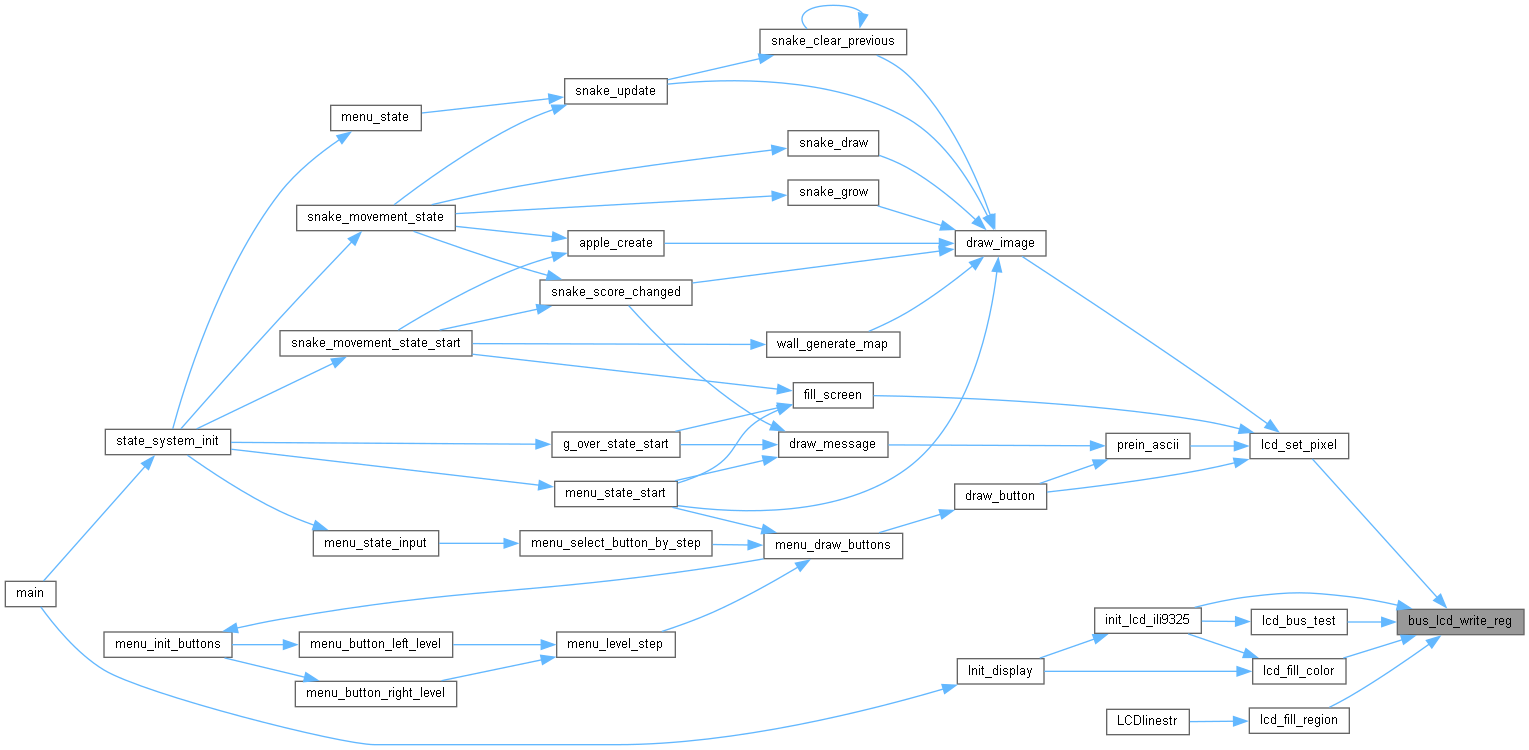 snake_clear_previous
snake_update
menu_state
snake_draw
snake_grow
snake_movement_state
apple_create
draw_image
snake_score_changed
snake_movement_state_start
wall_generate_map
fill_screen
state_system_init
g_over_state_start
draw_message
prein_ascii
lcd_set_pixel
menu_state_start
draw_button
menu_state_input
menu_select_button_by_step
menu_draw_buttons
main
init_lcd_ili9325
lcd_bus_test
bus_lcd_write_reg
menu_init_buttons
menu_button_left_level
menu_level_step
Init_display
lcd_fill_color
menu_button_right_level
LCDlinestr
lcd_fill_region